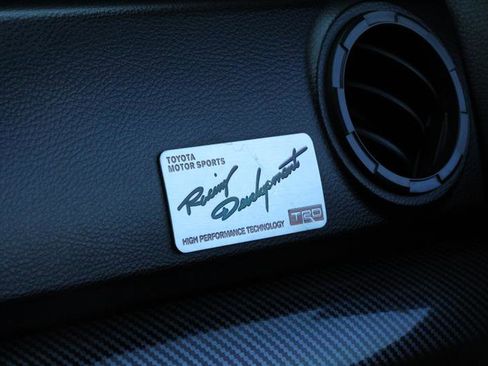 TOYOTA
MOTOR SPORTS
Racing
Development
HIGH PERFORMANCE TECHNOLOGY
TRD